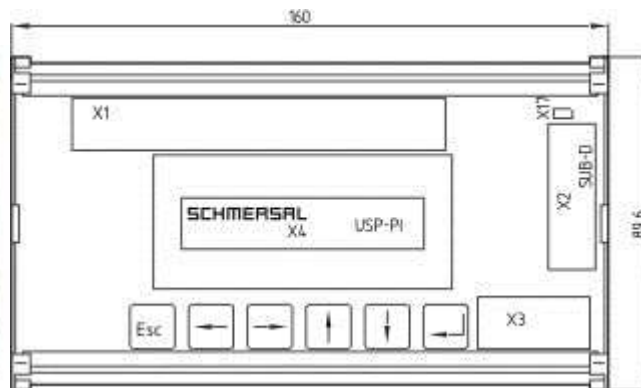 160
X1
X17
SUB-D
X2
89,6
SCHMERSAL
X4
USP-PI
Esc
X3